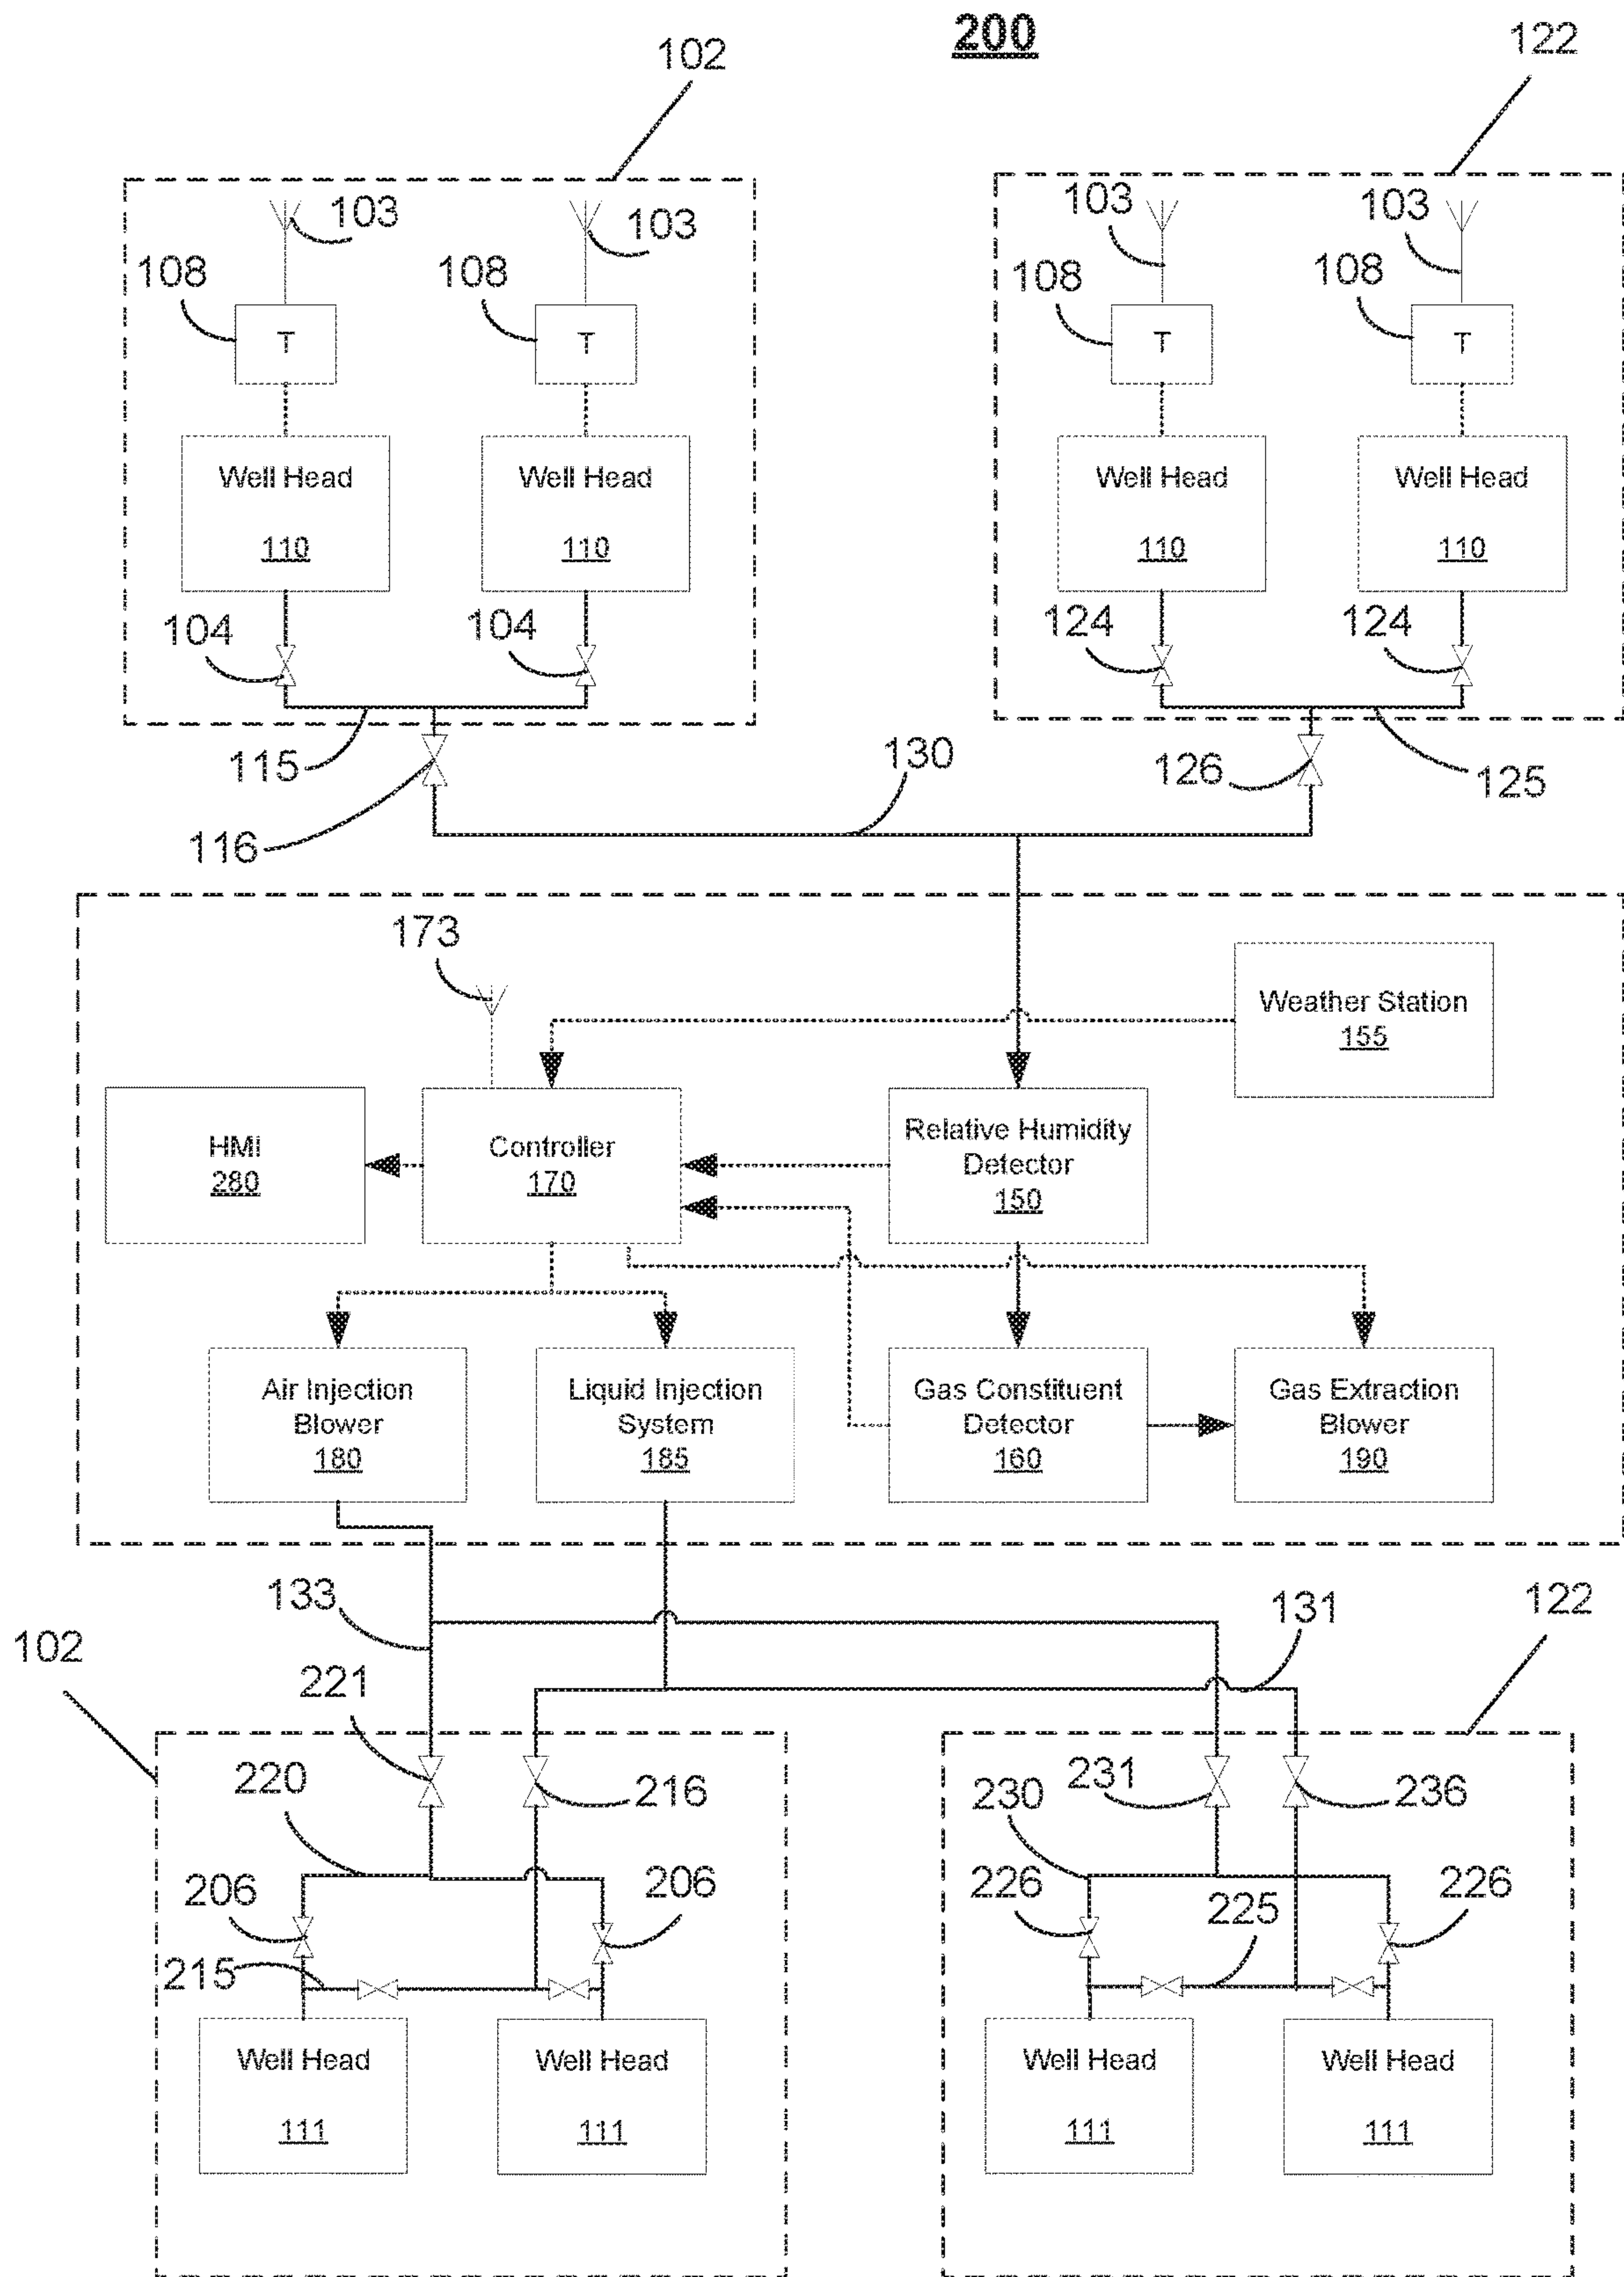 200
102
122
103
103
103
103
108
108
108
108
T
T
T
T
Well Head
110
Well Head
110
Well Head
110
Well Head
110
104
104
124
124
115
130
126
125
116
173
Weather Station
155
HMI
280
Controller
170
Relative Humidity
Detector
150
Air Injection
Blower
180
Liquid Injection
System
185
Gas Constituent
Detector
160
Gas Extraction
Blower
190
133
131
122
102
221
220
216
230
231
236
206
206
226
225
226
215
Well Head
111
Well Head
111
Well Head
111
Well Head
111